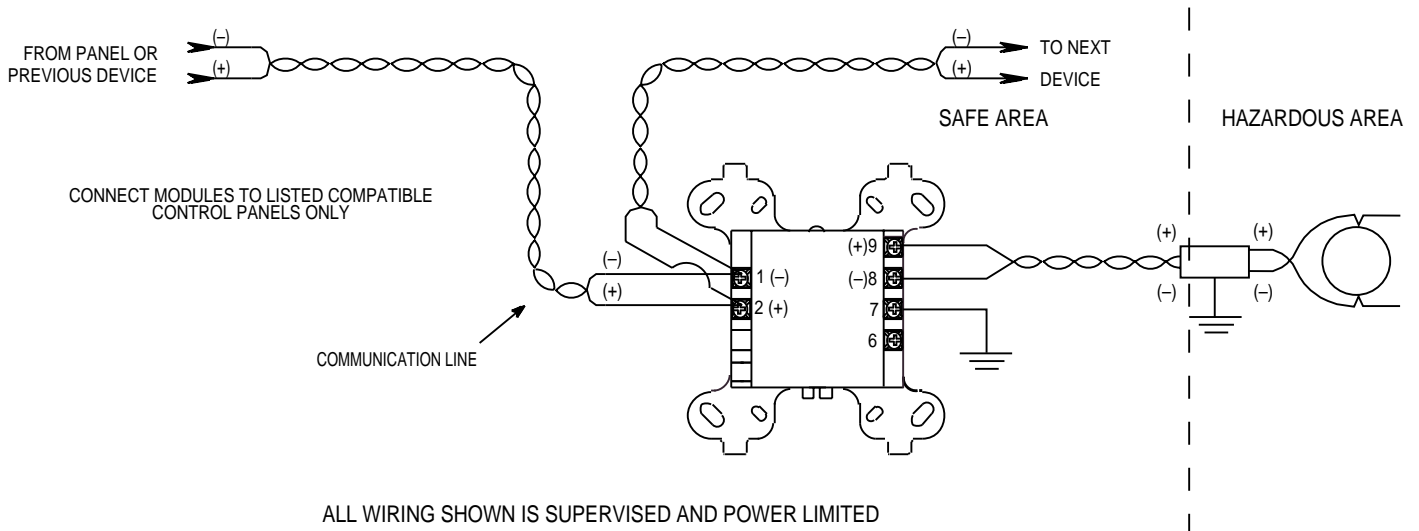 FROM PANEL OR
PREVIOUS DEVICE
(–)
(+)
(–)
(+)
TO NEXT
DEVICE
SAFE AREA
HAZARDOUS AREA
CONNECT MODULES TO LISTED COMPATIBLE
CONTROL PANELS ONLY
(–)
(+)
1 (–)
2 (+)
(+)9
(–)8
7
6
(+)
(–)
(+)
(–)
COMMUNICATION LINE
ALL WIRING SHOWN IS SUPERVISED AND POWER LIMITED